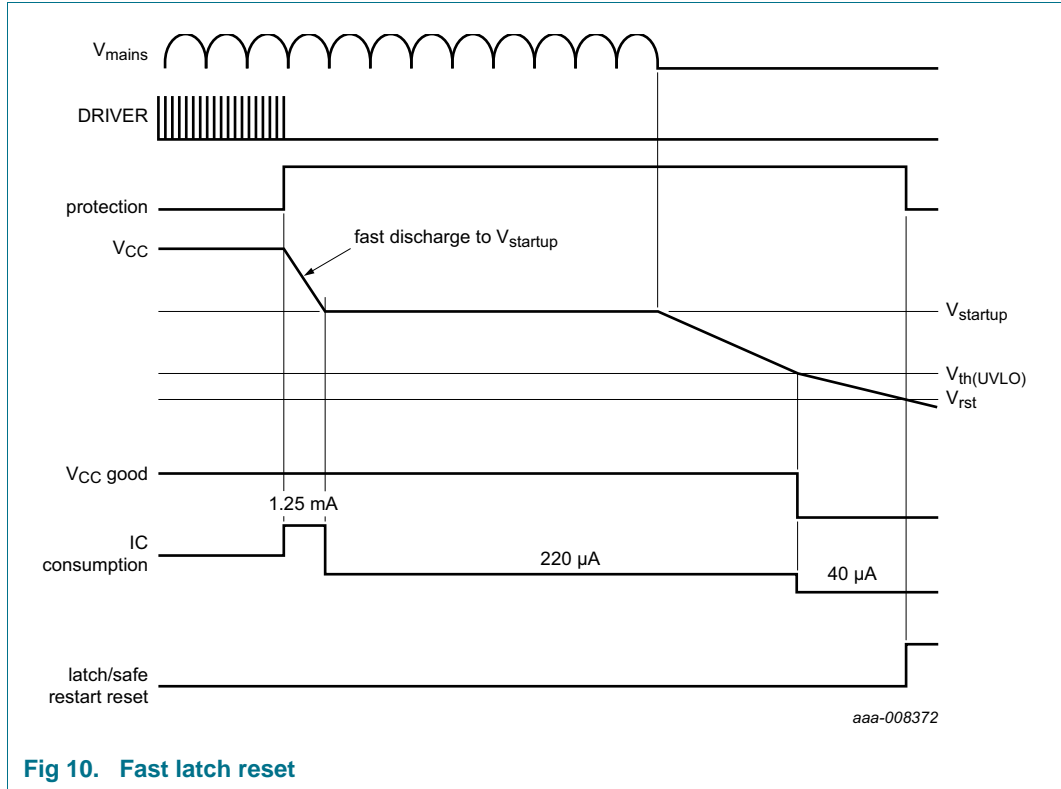 Vmains
DRIVER
protection
VCC
fast discharge to Vstartup
Vstartup
Vth(UVLO)
Vrst
VCC good
1.25 mA
IC
consumption
220 µA
40 µA
latch/safe
restart reset
aaa-008372
Fig 10. Fast latch reset